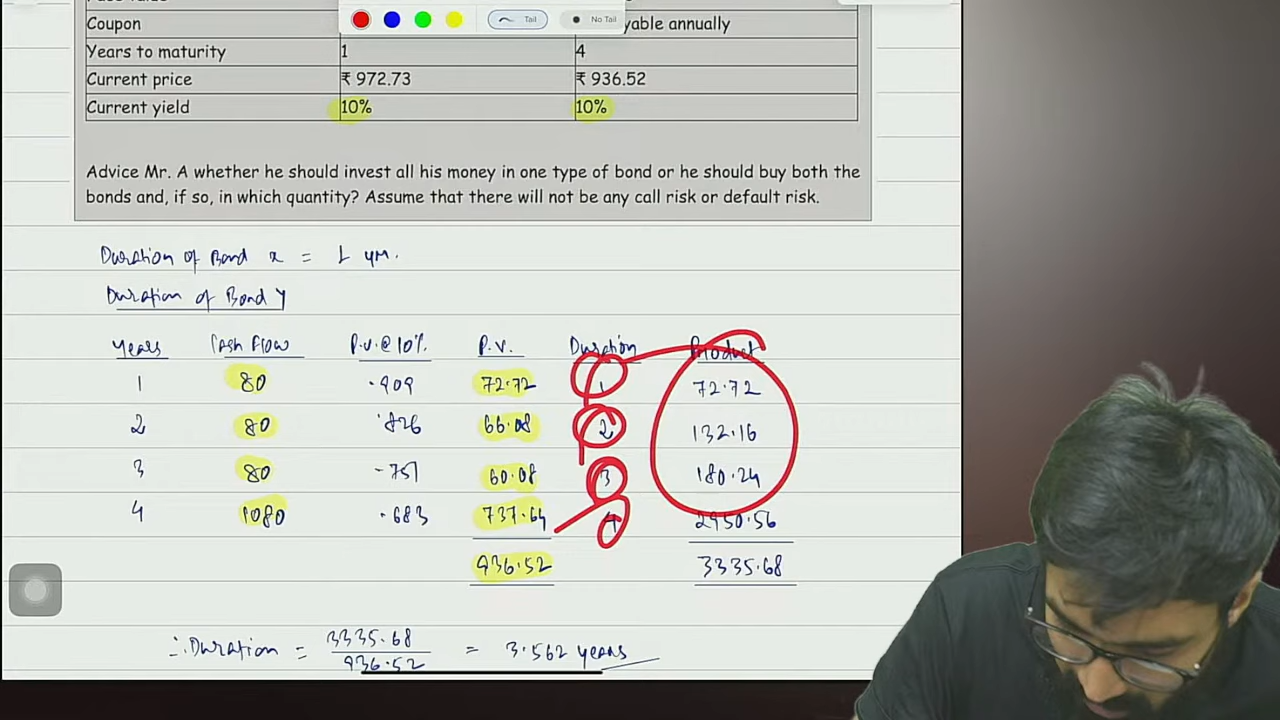 Tail No Tail
Coupon yable annually
Years to maturity 1 4
Current price ₹ 972.73 ₹ 936.52
Current yield 10% 10%
Advice Mr. A whether he should invest all his money in one type of bond or he should buy both the
bonds and, if so, in which quantity? Assume that there will not be any call risk or default risk.
Duration of Bond x = 1 yr.
Duration of Bond Y
Years Cash Flow P.V.@10% P.V. Duration Product
1 80 .909 72.72 1 72.72
2 80 .826 66.08 2 132.16
3 80 .751 60.08 3 180.24
4 1080 .683 737.64 4 2950.56
936.52 3335.68
∴Duration = 3335.68 = 3.562 years
936.52